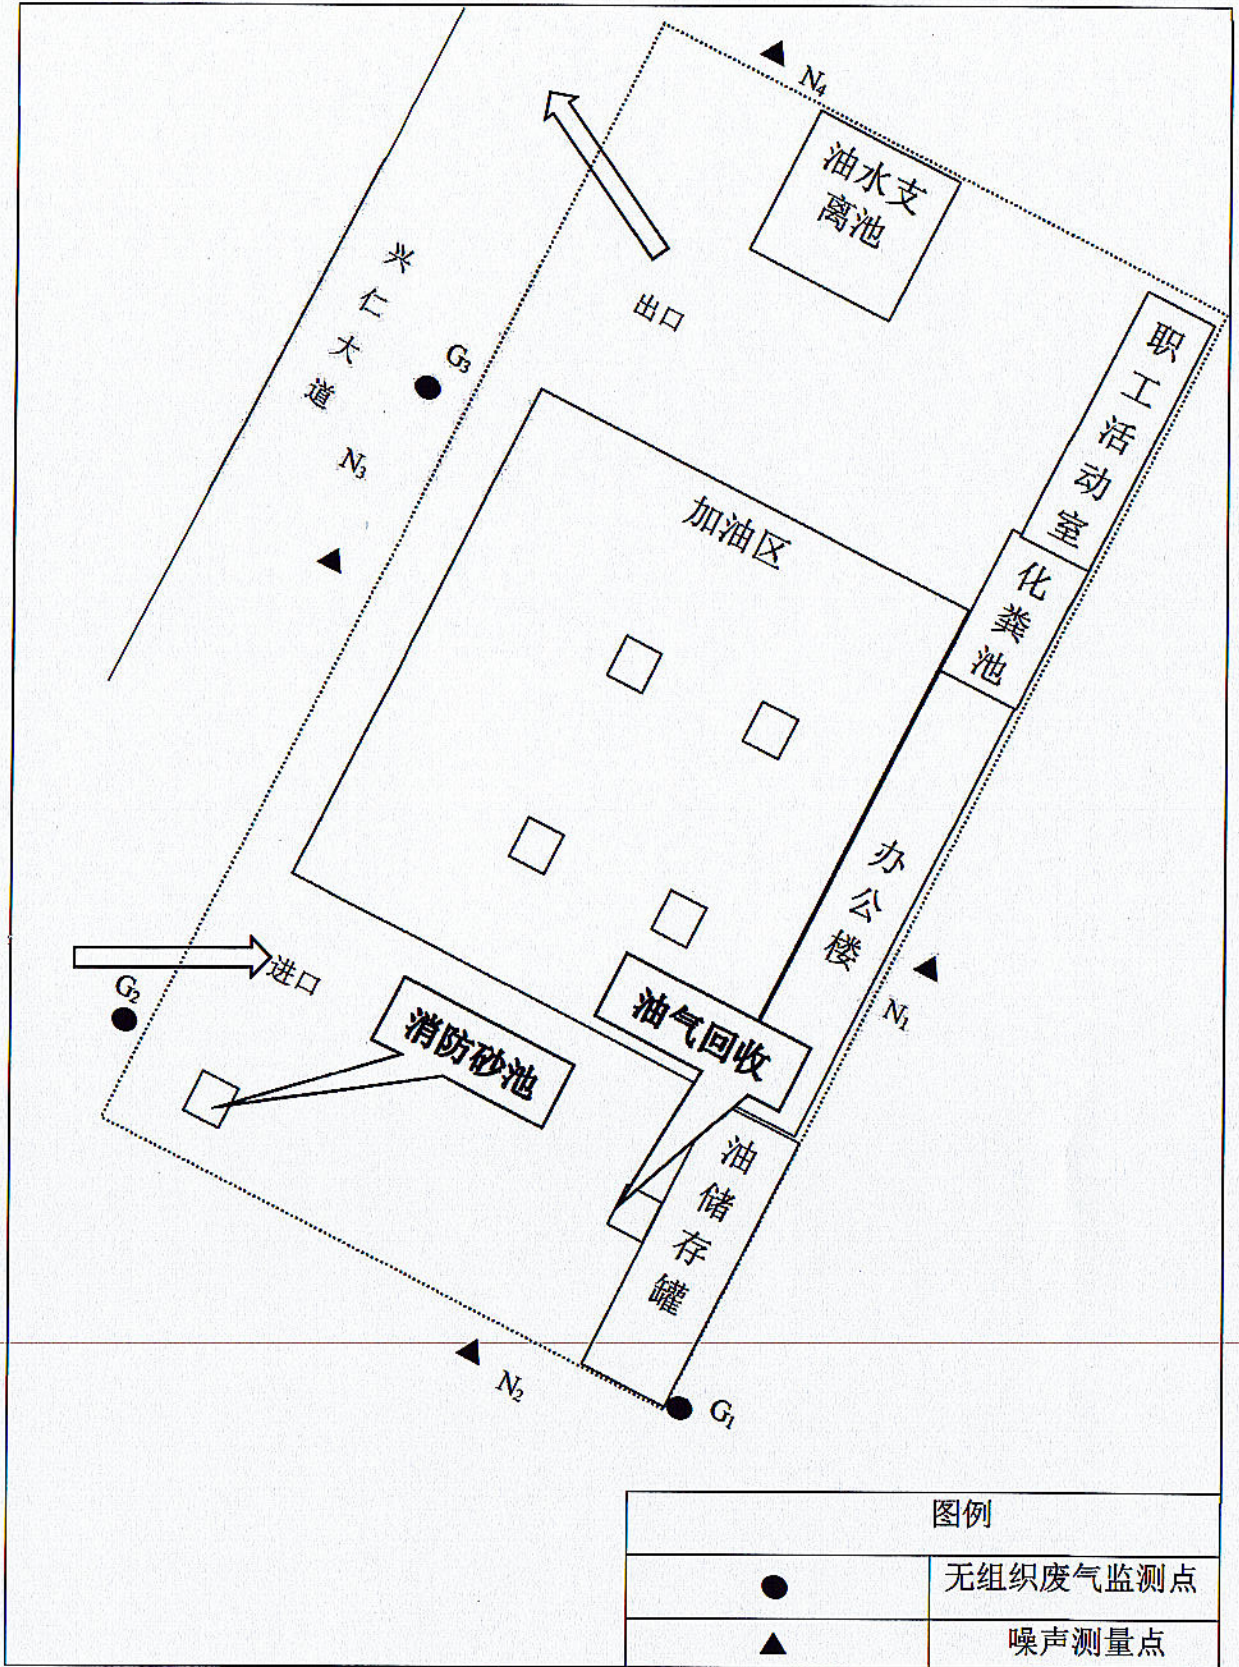 N₄
油水支
离池
兴仁大道
出口
G₃
职工活动室
N₃
加油区
化粪池
办公楼
进口
G₂
N₁
油气回收
消防砂池
油储存罐
N₂
G₁
图例
无组织废气监测点
噪声测量点